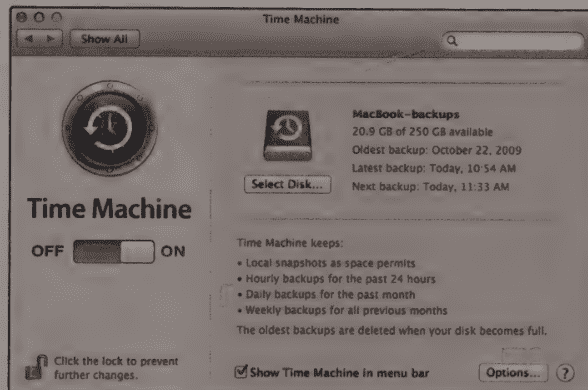 Time Machine
Show All
MacBook-backups
20.9 GB of 250 GB available
Oldest backup: October 22, 2009
Latest backup: Today, 10:54 AM
Next backup: Today, 11:33 AM
Select Disk...
Time Machine
OFF ON
Time Machine keeps:
• Local snapshots as space permits
• Hourly backups for the past 24 hours
• Daily backups for the past month
• Weekly backups for all previous months
The oldest backups are deleted when your disk becomes full.
Click the lock to prevent
further changes.
Show Time Machine in menu bar
Options... ?